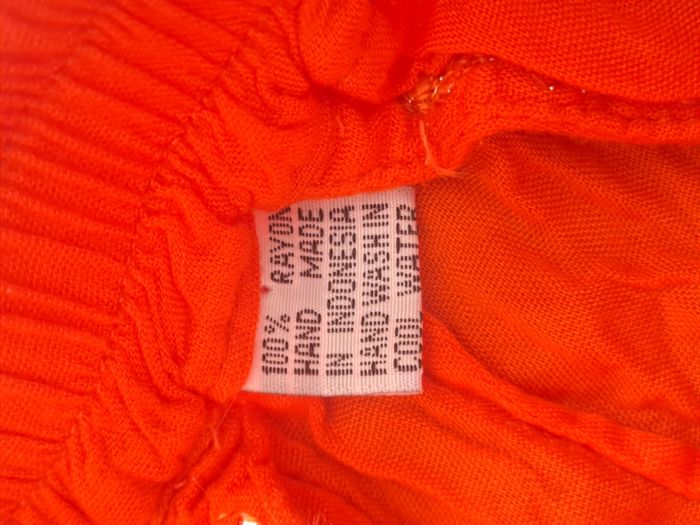 100% RAYON
HAND MADE
IN INDONESIA
HAND WASH IN
COOL WATER